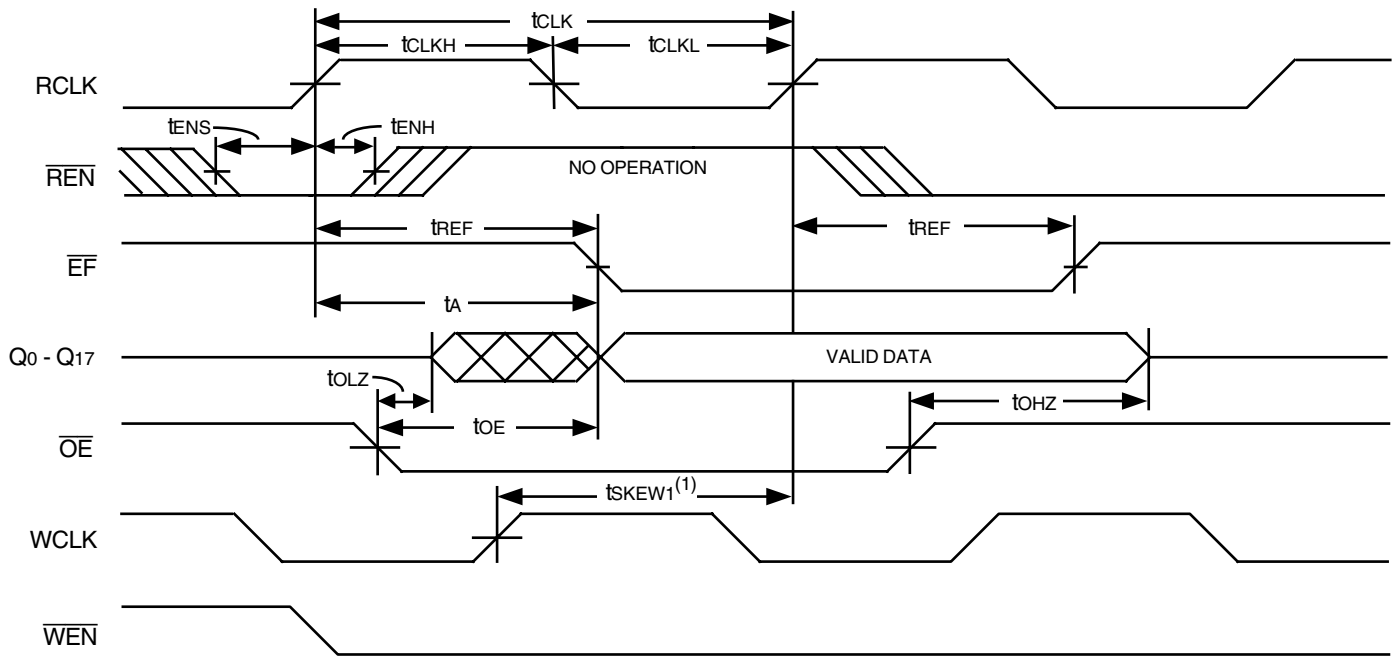 tCLK
tCLKH
tCLKL
RCLK
tENS
tENH
REN
NO OPERATION
tREF
tREF
EF
tA
Q0 - Q17
VALID DATA
tOLZ
tOHZ
tOE
OE
tSKEW1(1)
WCLK
WEN